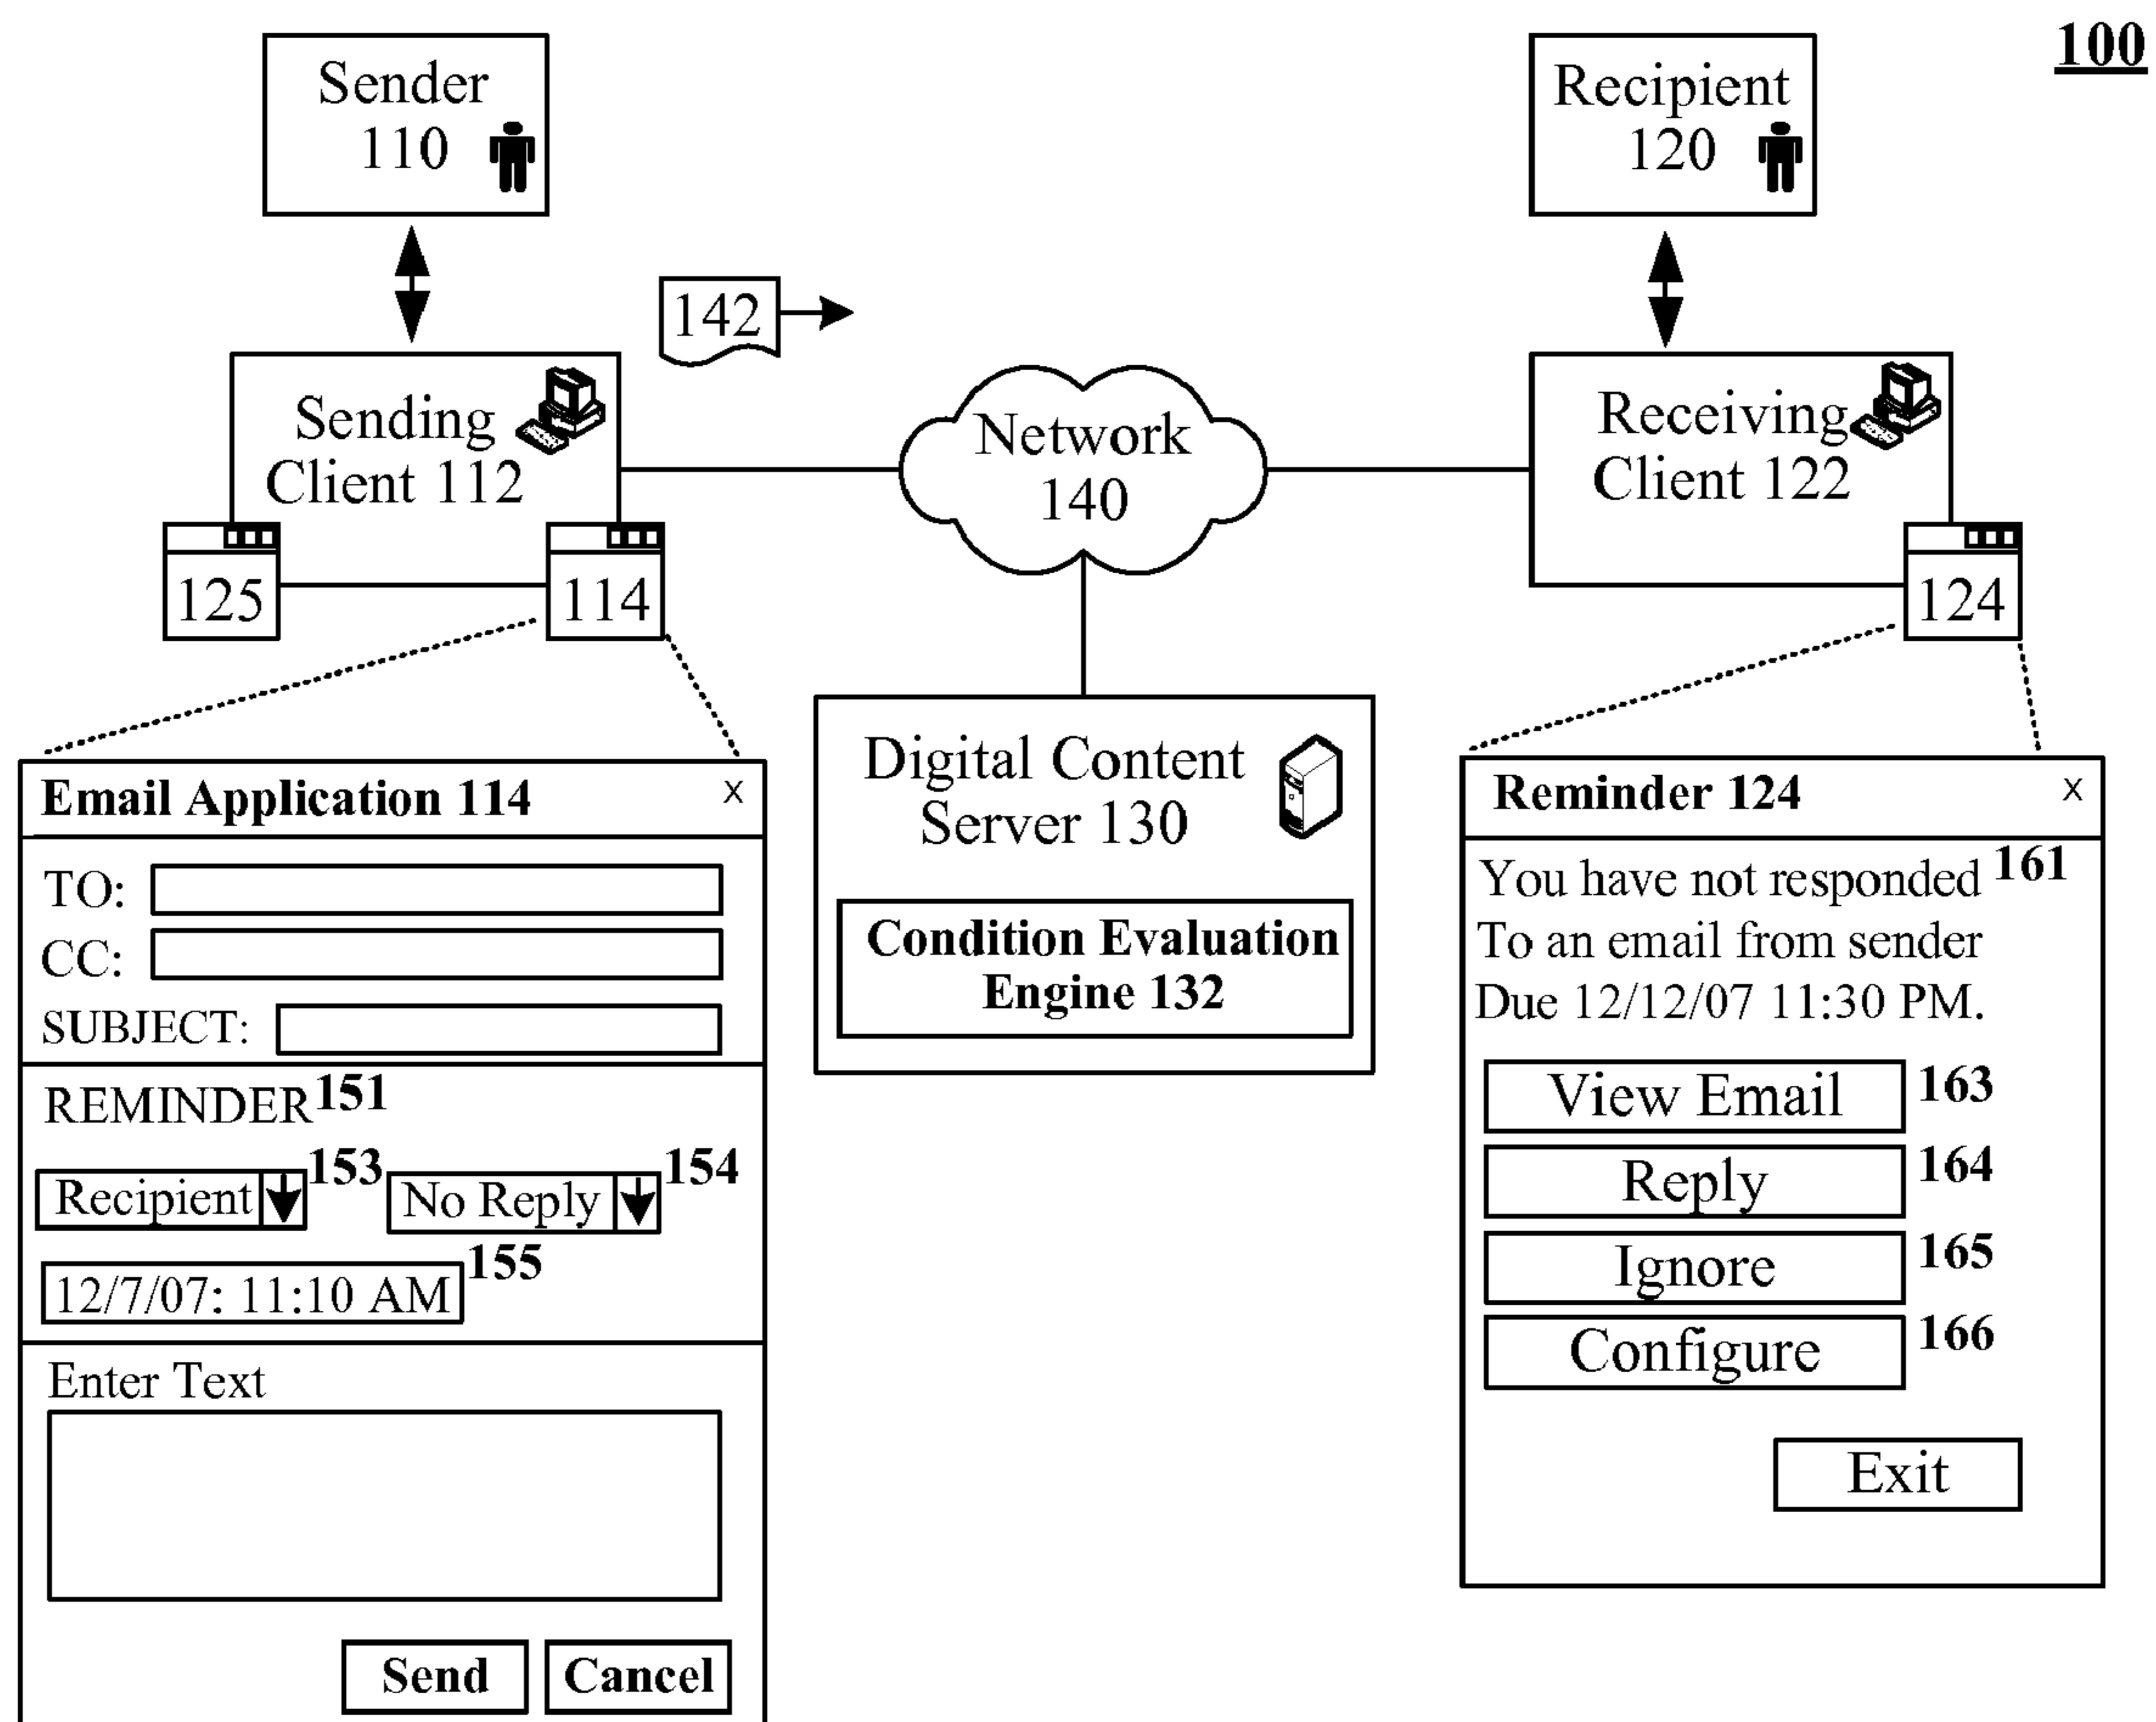 100
Sender
110
Recipient
120
142
Sending
Client 112
Network
140
Receiving
Client 122
125
114
124
Email Application 114 x
TO:
CC:
SUBJECT:
REMINDER 151
Recipient 153 No Reply 154
12/7/07: 11:10 AM 155
Enter Text
Send Cancel
Digital Content
Server 130
Condition Evaluation
Engine 132
Reminder 124 x
You have not responded 161
To an email from sender
Due 12/12/07 11:30 PM.
View Email 163
Reply 164
Ignore 165
Configure 166
Exit